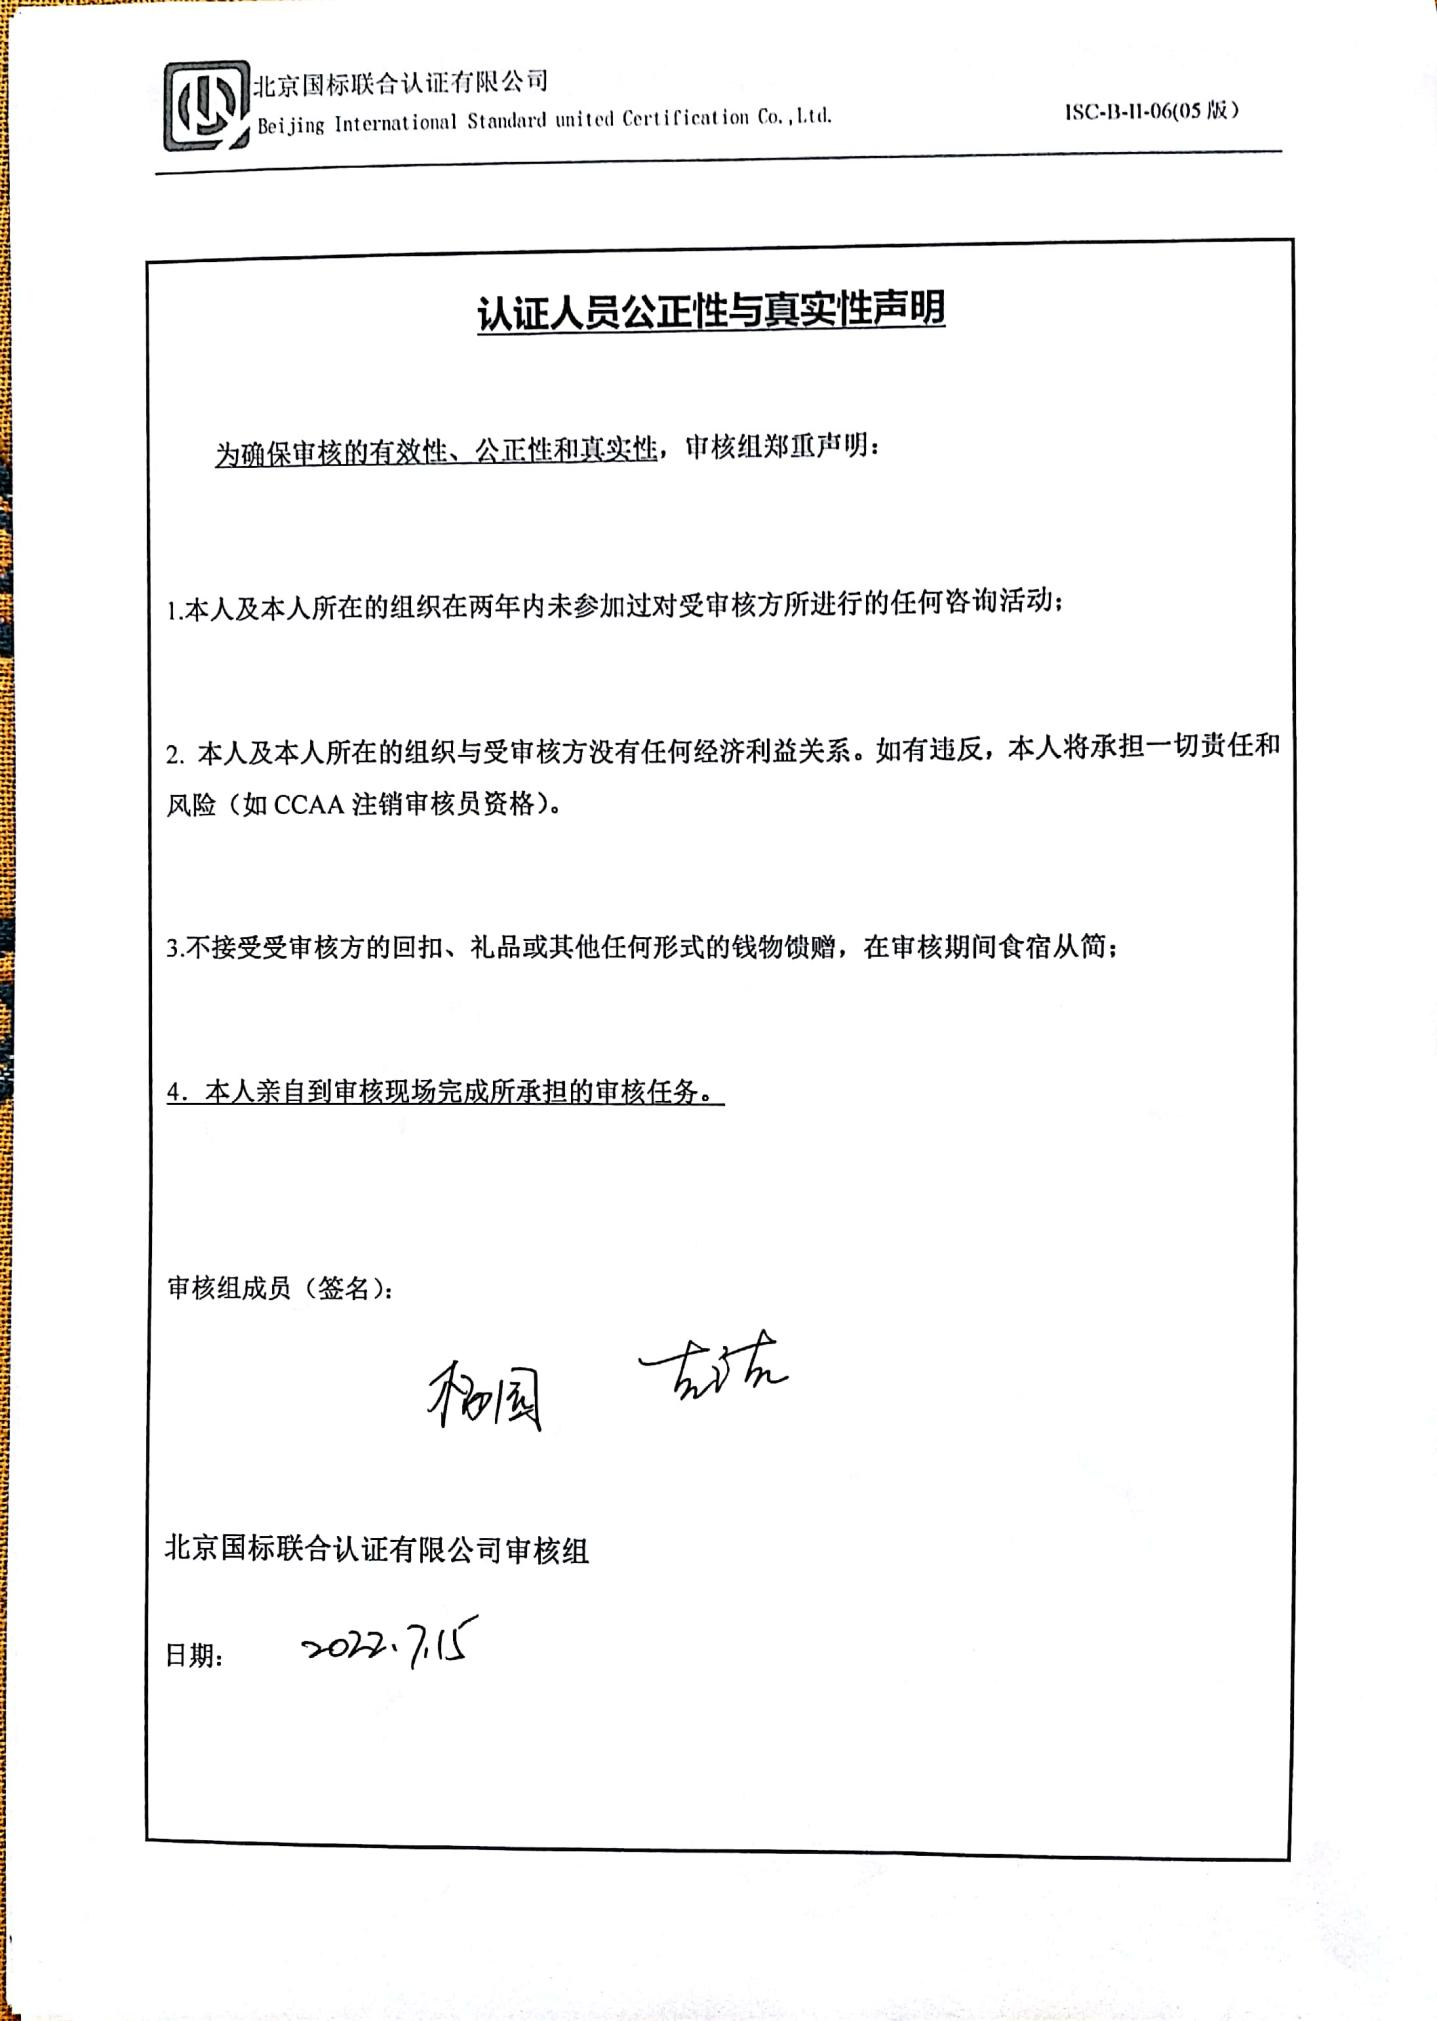 北京国标联合认证有限公司
Beijing International Standard united Certification Co.,Ltd.
ISC-B-II-06(05版）
认证人员公正性与真实性声明
为确保审核的有效性、公正性和真实性，审核组郑重声明：
1.本人及本人所在的组织在两年内未参加过对受审核方所进行的任何咨询活动；
2. 本人及本人所在的组织与受审核方没有任何经济利益关系。如有违反，本人将承担一切责任和
风险（如 CCAA 注销审核员资格）。
3.不接受受审核方的回扣、礼品或其他任何形式的钱物馈赠，在审核期间食宿从简；
4. 本人亲自到审核现场完成所承担的审核任务。
审核组成员（签名）：
北京国标联合认证有限公司审核组
日期： 2022.7.15